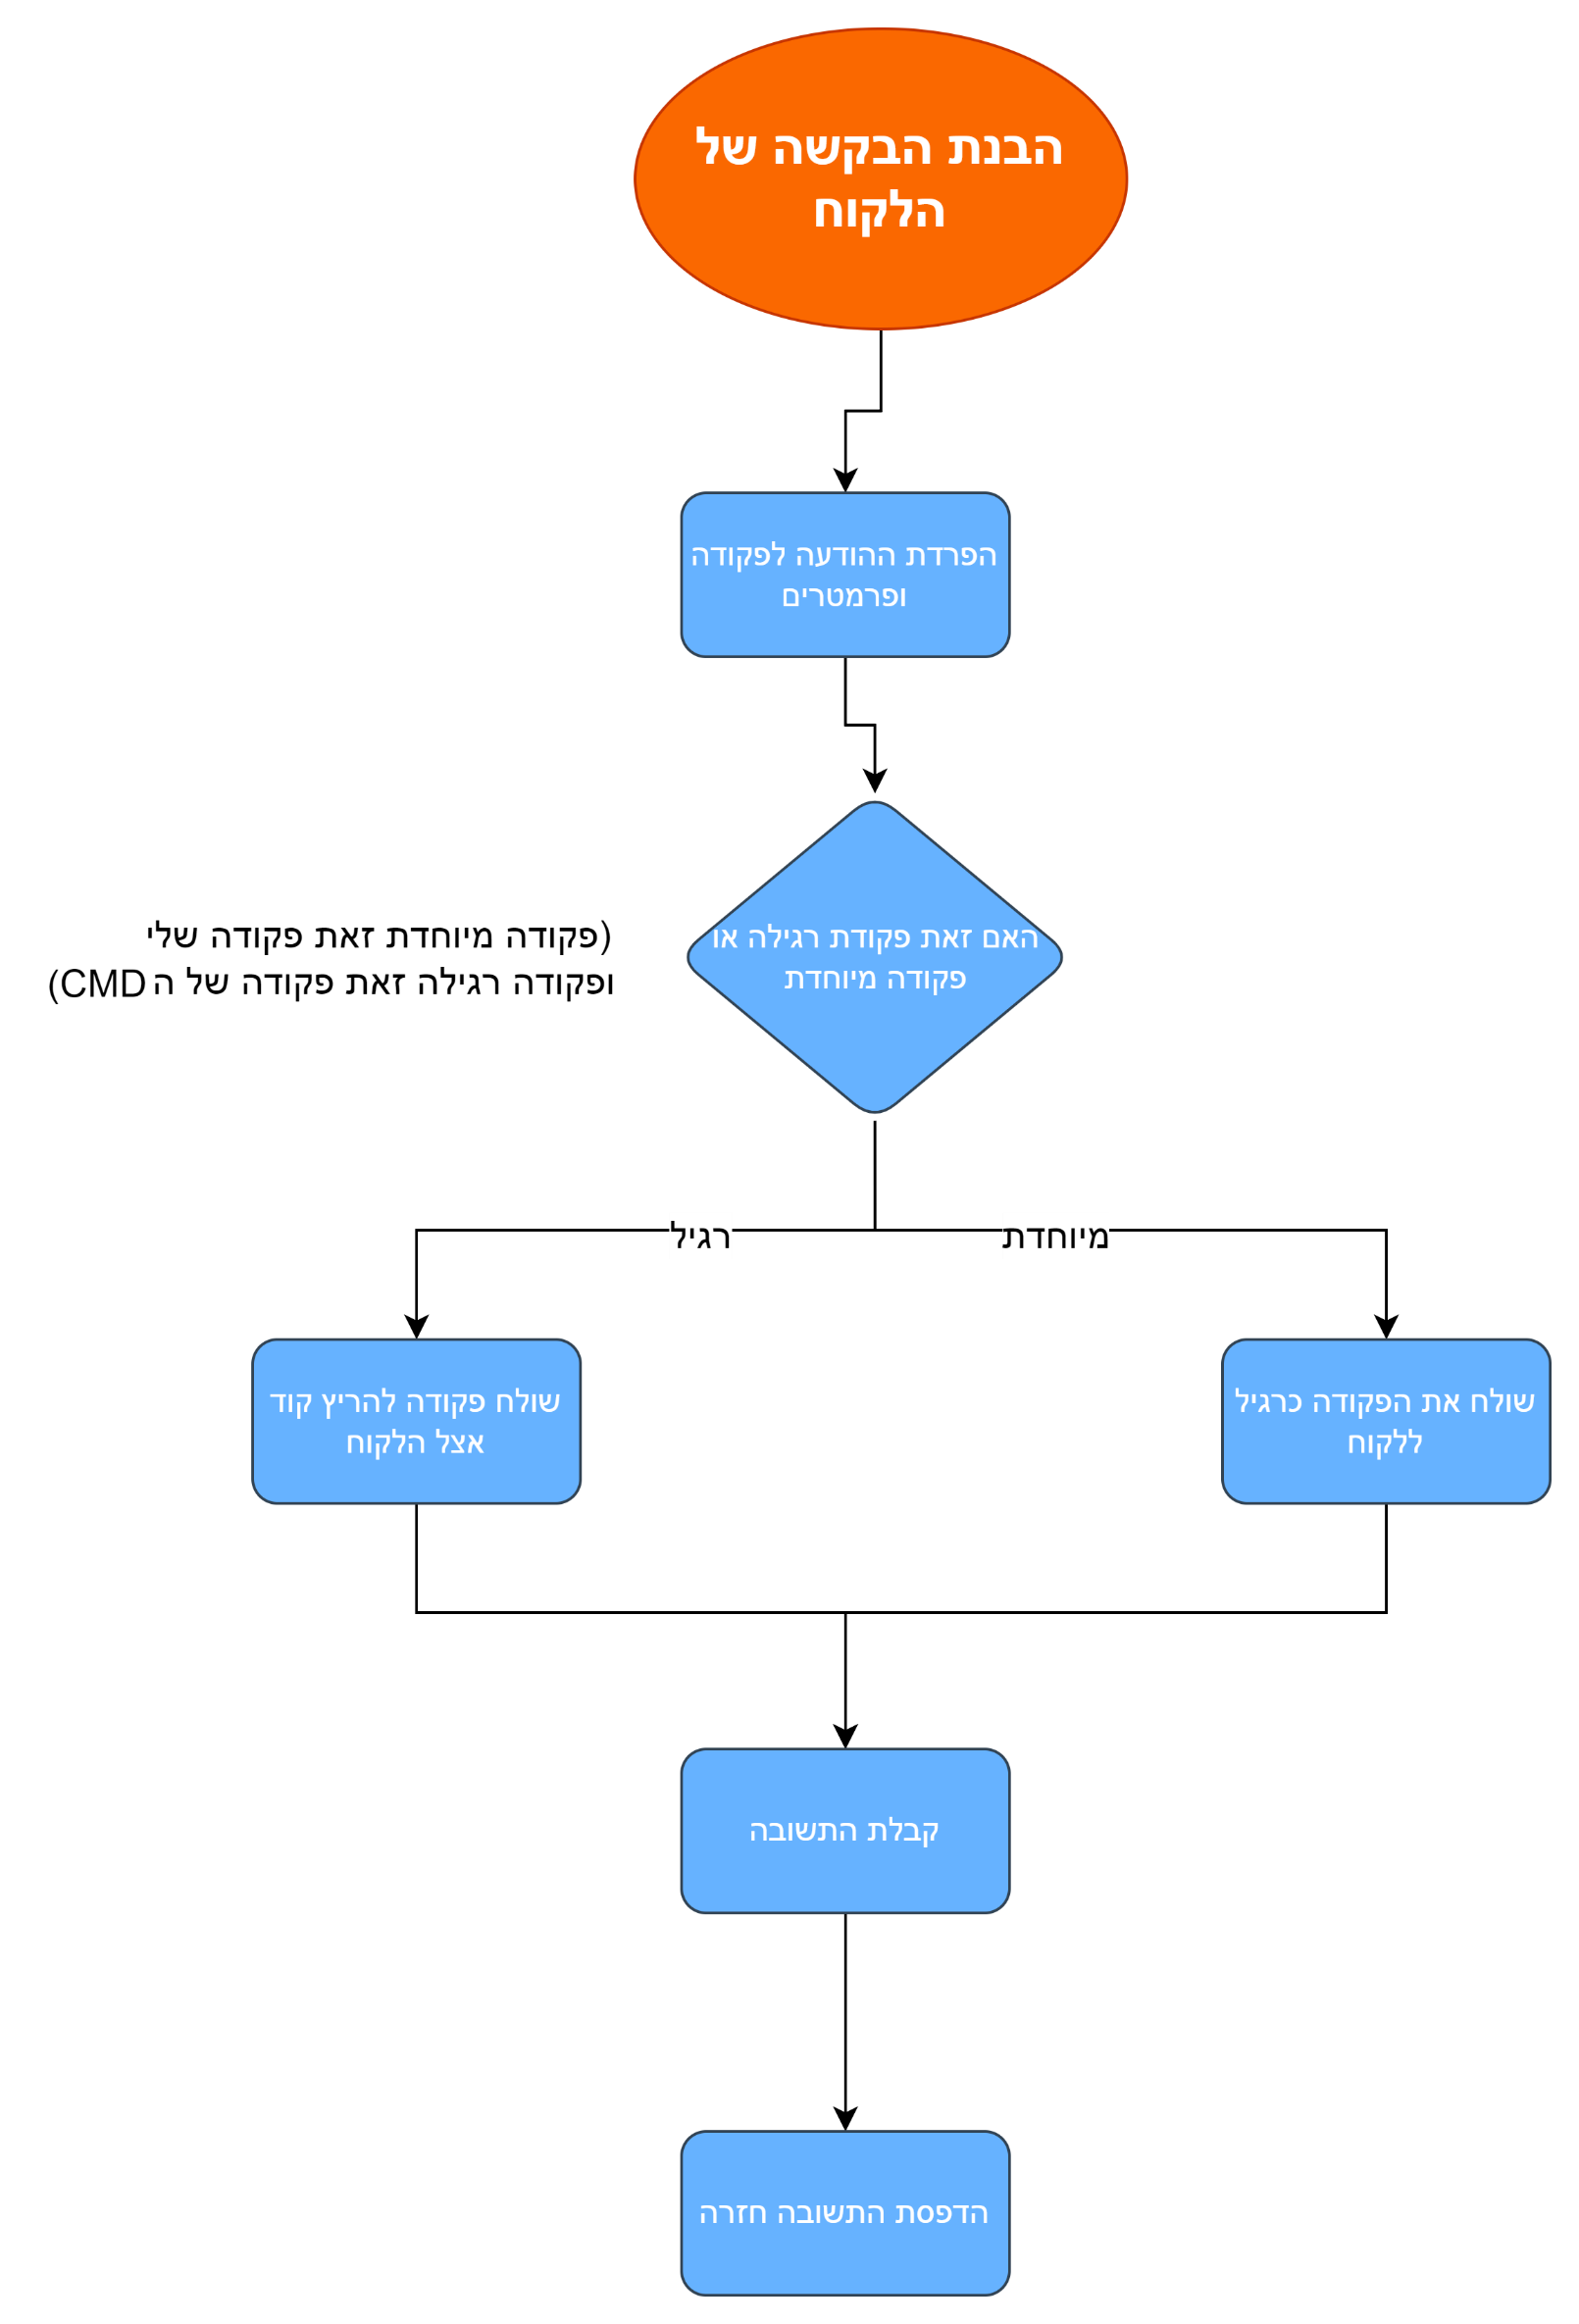 הבנת הבקשה של
הלקוח
הפרדת ההודעה לפקודה
ופרמטרים
האם זאת פקודת רגילה או
פקודה מיוחדת
(פקודה מיוחדת זאת פקודה שלי
ופקודה רגילה זאת פקודה של ה CMD)
מיוחדת
רגיל
שולח את הפקודה כרגיל
ללקוח
שולח פקודה להריץ קוד
אצל הלקוח
קבלת התשובה
הדפסת התשובה חזרה